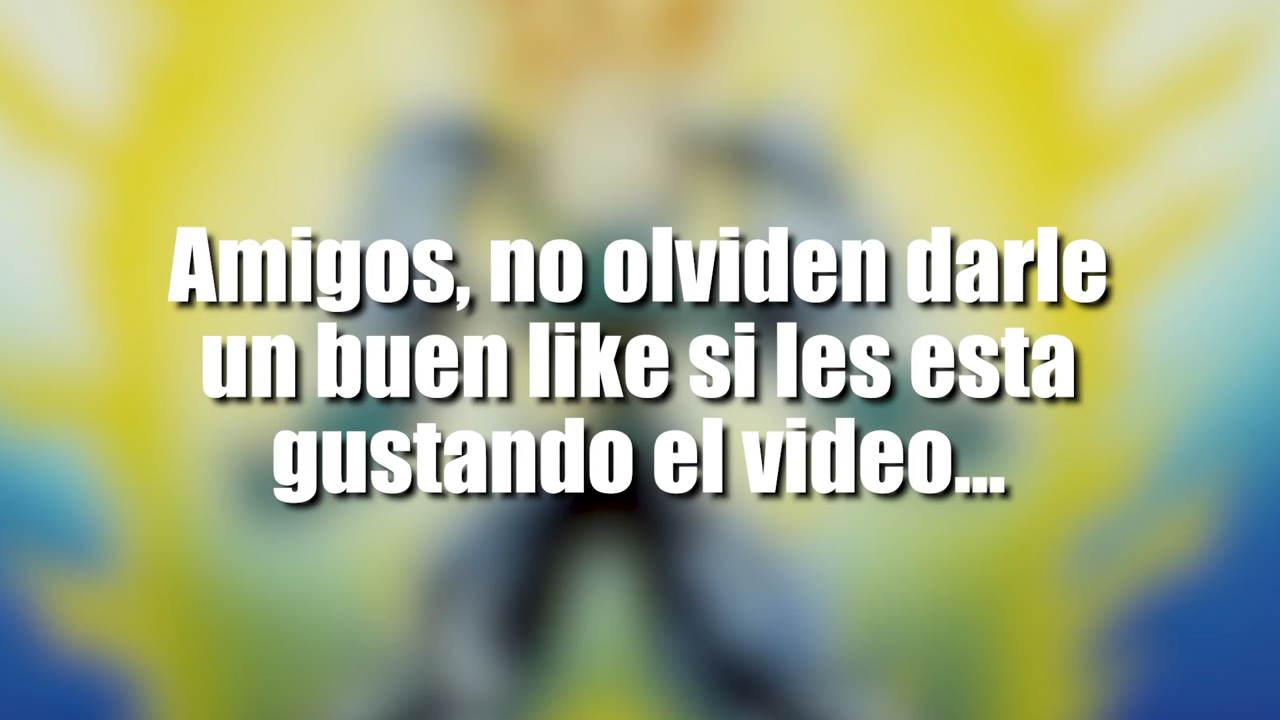 Amigos, no olviden darle
un buen like si les esta
gustando el video...